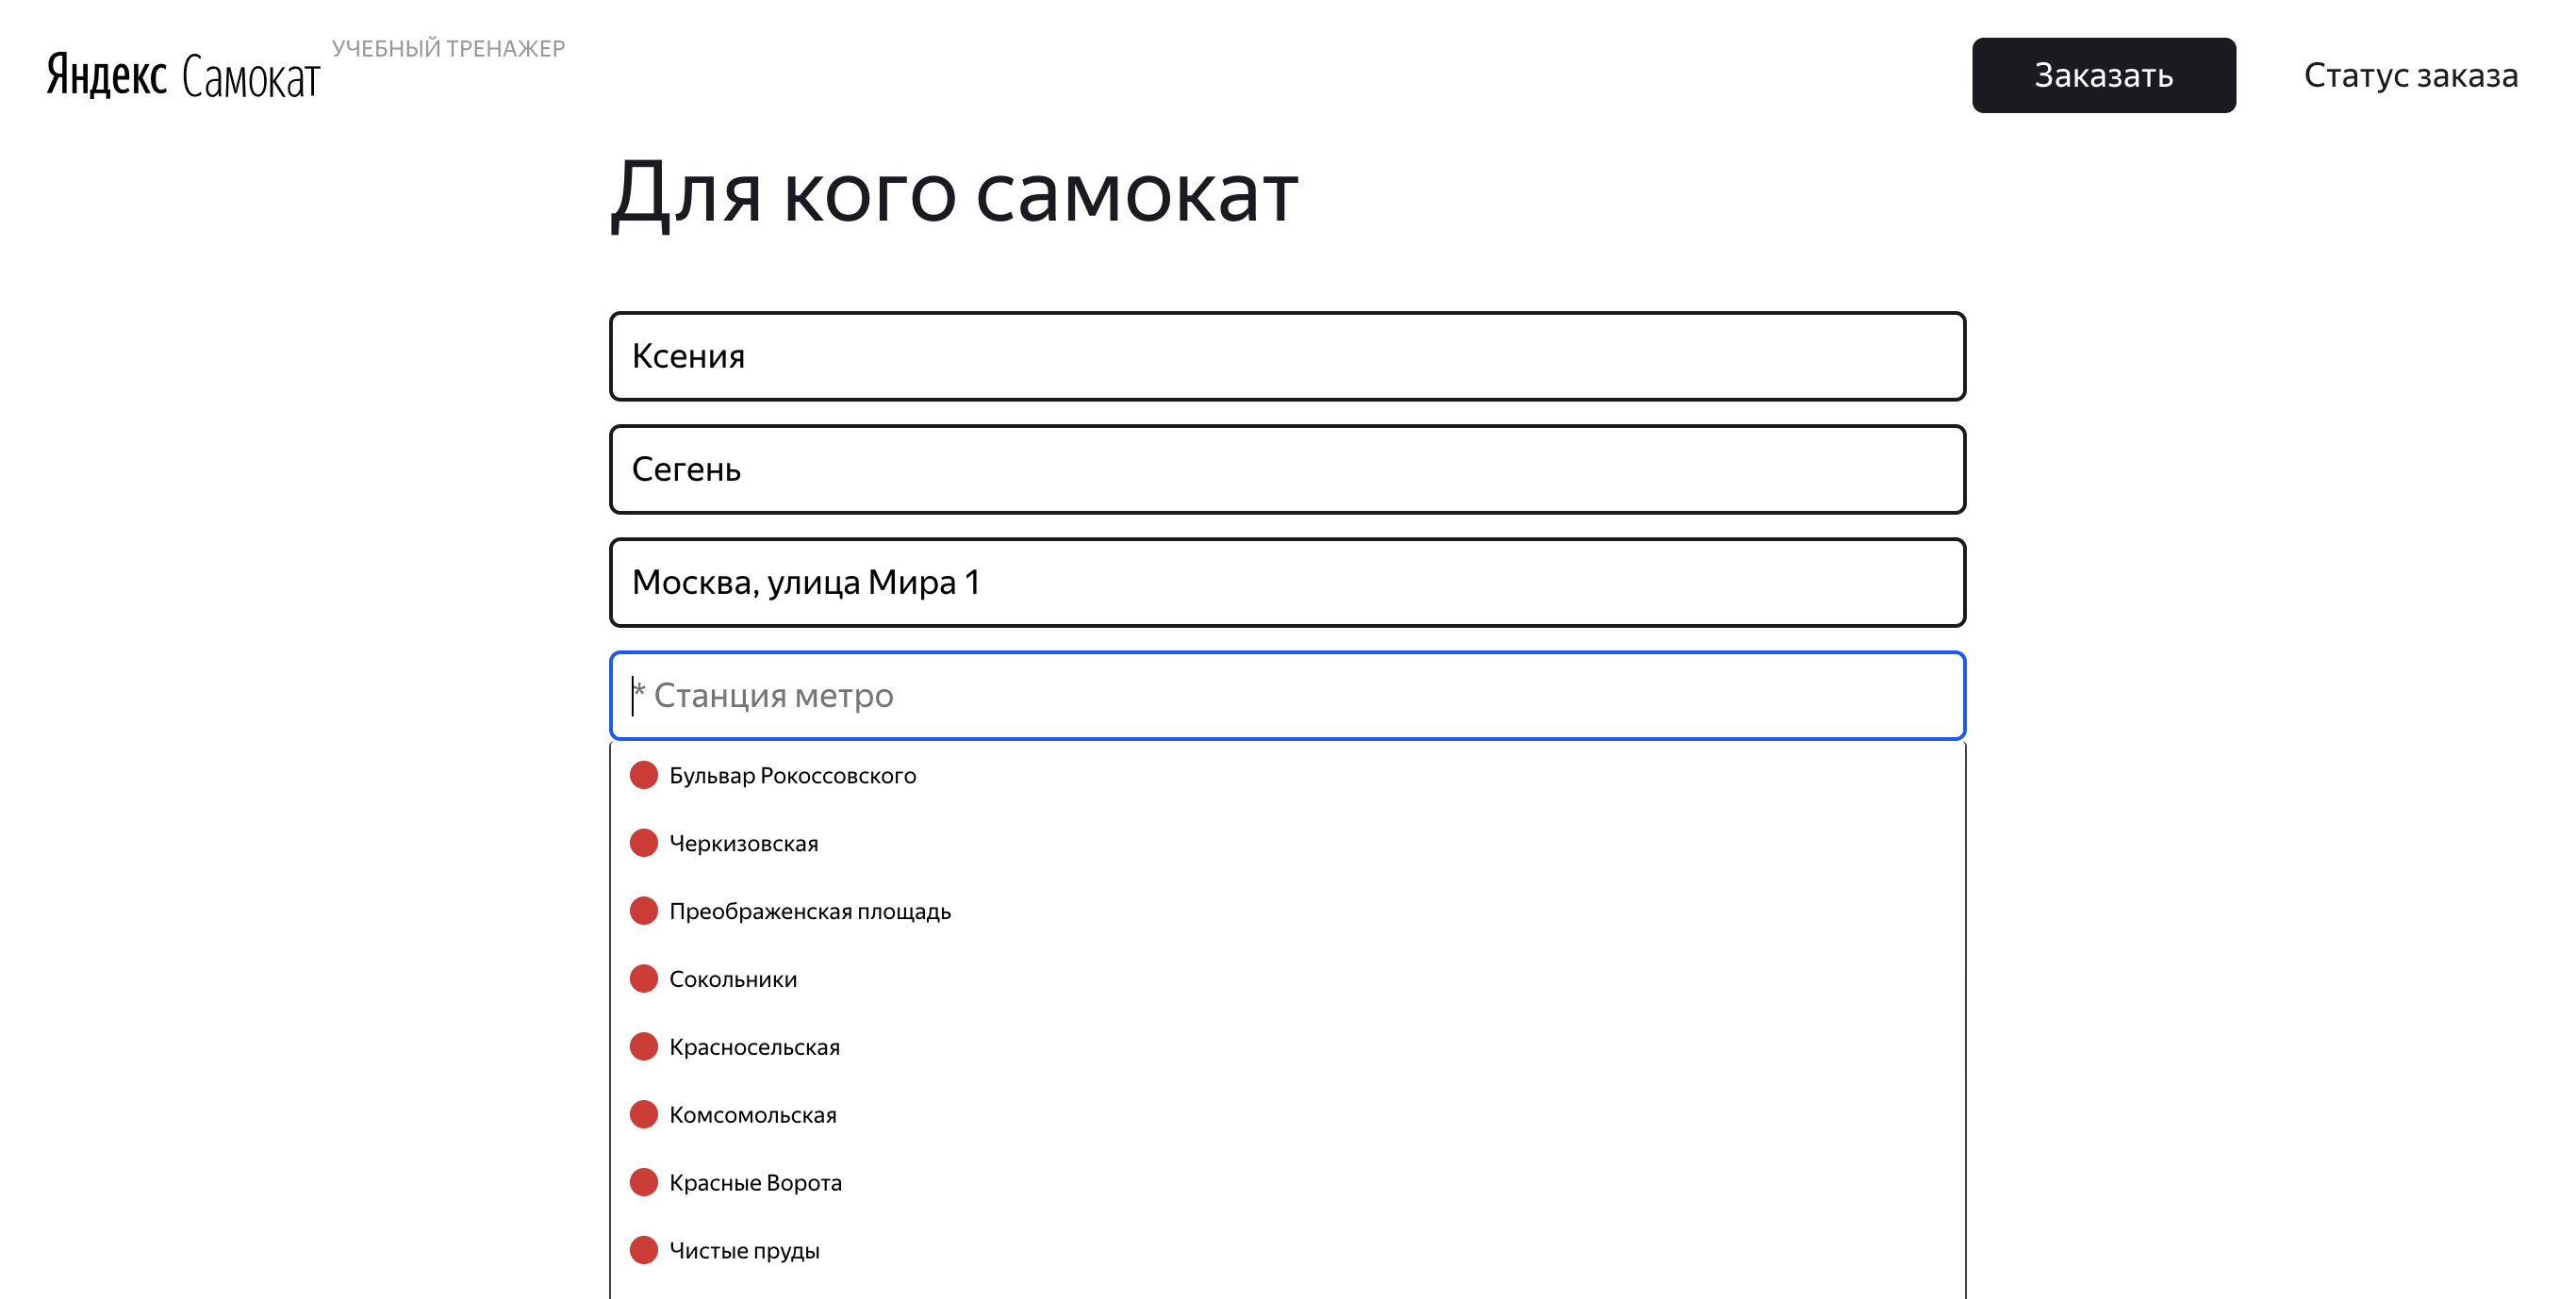 Яндекс Самокат
УЧЕБНЫЙ ТРЕНАЖЕР
Заказать
Статус заказа
Для кого самокат
Ксения
Сегень
Москва, улица Мира 1
* Станция метро
Бульвар Рокоссовского
Черкизовская
Преображенская площадь
Сокольники
Красносельская
Комсомольская
Красные Ворота
Чистые пруды